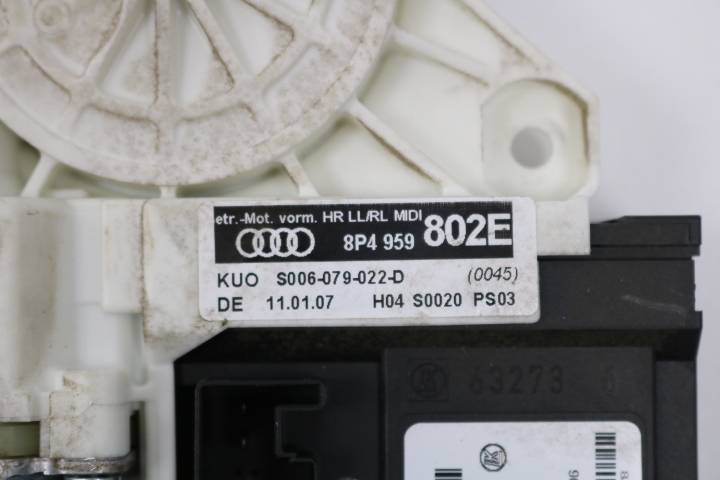 etr.-Mot. vorm. HR LL/RL MIDI
8P4 959 802E
KUO S006-079-022-D (0045)
DE 11.01.07 H04 S0020 PS03
63273 6